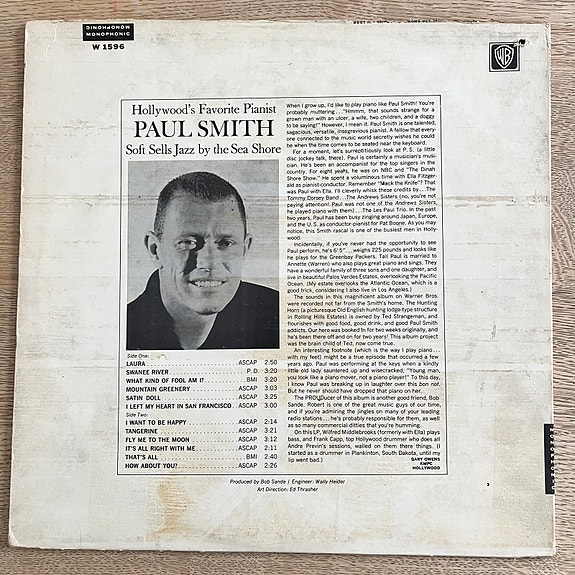 MONOPHONIC
MONOPHONIC
W 1596
WB
Hollywood's Favorite Pianist
PAUL SMITH
Soft Sells Jazz by the Sea Shore
Side One:
LAURA ASCAP 2:50
SWANEE RIVER P. D. 3:20
WHAT KIND OF FOOL AM I? BMI 3:20
MOUNTAIN GREENERY ASCAP 3:03
SATIN DOLL ASCAP 3:25
I LEFT MY HEART IN SAN FRANCISCO ASCAP 3:00
Side Two:
I WANT TO BE HAPPY ASCAP 2:14
TANGERINE ASCAP 3:21
FLY ME TO THE MOON ASCAP 3:12
IT'S ALL RIGHT WITH ME ASCAP 2:11
THAT'S ALL BMI 2:40
HOW ABOUT YOU? ASCAP 2:26
When I grow up, I'd like to play piano like Paul Smith! You're
probably muttering ... "Hmmm, that sounds strange for a
grown man with an ulcer, a wife, two children, and a doggy
to be saying!" However, I mean it. Paul Smith is one talented,
sagacious, versatile, insgrevious pianist. A fellow that every-
one connected to the music world secretly wishes he could
be when the time comes to be seated near the keyboard.
For a moment, let's surreptitiously look at P. S. (a little
disc jockey talk, there). Paul is certainly a musician's musi-
cian. He's been an accompanist for the top singers in the
country. For eight years, he was on NBC and "The Dinah
Shore Show." He spent a voluminous time with Ella Fitzger-
ald as pianist-conductor. Remember "Mack the Knife"? That
was Paul with Ella. I'll cleverly whisk these credits by ... The
Tommy Dorsey Band ... The Andrews Sisters (no, you're not
paying attention! Paul was not one of the Andrews Sisters,
he played piano with them) ... The Les Paul Trio. In the past
two years, Paul has been busy zinging around Japan, Europe,
and the U.S. as conductor-pianist for Pat Boone. As you may
notice, this Smith rascal is one of the busiest men in Holly-
wood.
Incidentally, if you've never had the opportunity to see
Paul perform, he's 6'5" ... weighs 225 pounds and looks like
he plays for the Greenbay Packers. Tall Paul is married to
Annette (Warren) who also plays great piano and sings. They
have a wonderful family of three sons and one daughter, and
live in beautiful Palos Verdes Estates, overlooking the Pacific
Ocean. (My estate overlooks the Atlantic Ocean, which is a
good trick, considering I also live in Los Angeles.)
The sounds in this magnificent album on Warner Bros.
were recorded not far from the Smith's home. The Hunting
Horn (a picturesque Old English hunting lodge-type structure
in Rolling Hills Estates) is owned by Ted Strangeman, and
flourishes with good food, good drink, and good Paul Smith
addicts. Our hero was booked in for two weeks originally, and
he's been there off and on for two years! This album project
was the brain child of Ted, now come true.
An interesting footnote (which is the way I play piano ...
with my feet) might be a true episode that occurred a few
years ago. Paul was performing at the keys when a kindly
little old lady sauntered up and wisecracked, "Young man,
you look like a piano mover, not a piano player!" To this day,
I know Paul was breaking up in laughter over this bon not.
But he never should have dropped that piano on her.
The PRODUcer of this album is another good friend, Bob
Sande. Robert is one of the great music guys of our time,
and if you're admiring the jingles on many of your leading
radio stations ... he's probably responsible for them, as well
as so many commercial ditties that you're humming.
On this LP, Wilfred Middlebrooks (formerly with Ella) plays
bass, and Frank Capp, top Hollywood drummer who does all
Andre Previn's sessions, walled on them there things. (I
started as a drummer in Plankinton, South Dakota, until my
lip went bad.)
GARY OWENS
KMPC
HOLLYWOOD
Produced by Bob Sande / Engineer: Wally Heider
Art Direction: Ed Thrasher
3